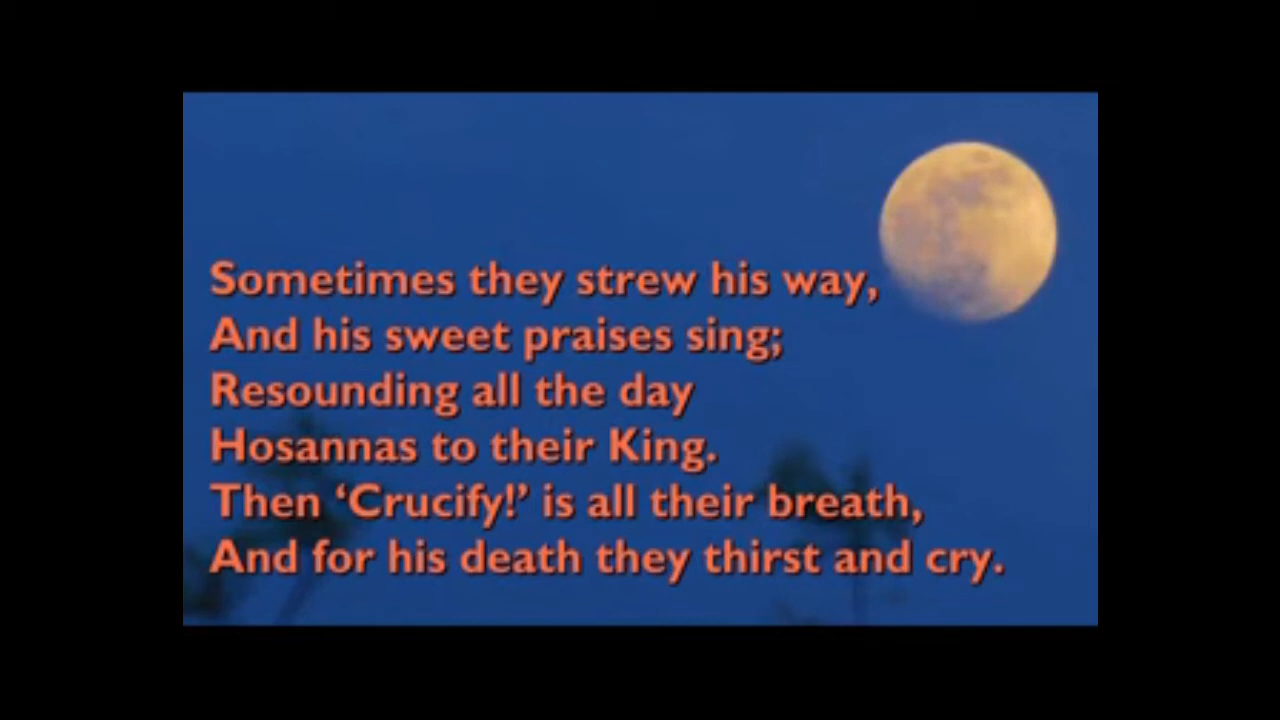 Sometimes they strew his way,
And his sweet praises sing;
Resounding all the day
Hosannas to their King.
Then ‘Crucify!’ is all their breath,
And for his death they thirst and cry.